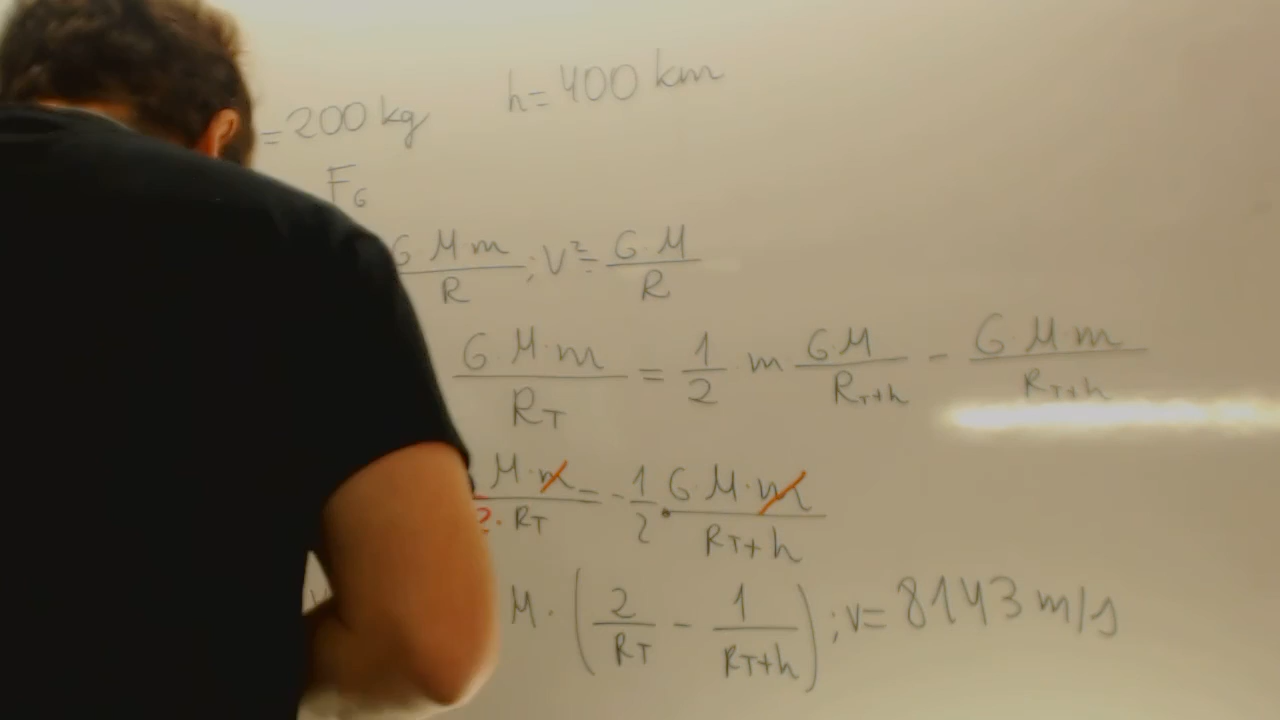 = 200 kg h = 400 km
F_G
G·M·m / R ; V² = G·M / R
G·M·m / R_T = 1/2 · m G·M / R_T+h - G·M·m / R_T+h
M·m / 2·R_T = - 1/2 · G·M·m / R_T+h
M · ( 2 / R_T - 1 / R_T+h ) ; v = 8143 m/s